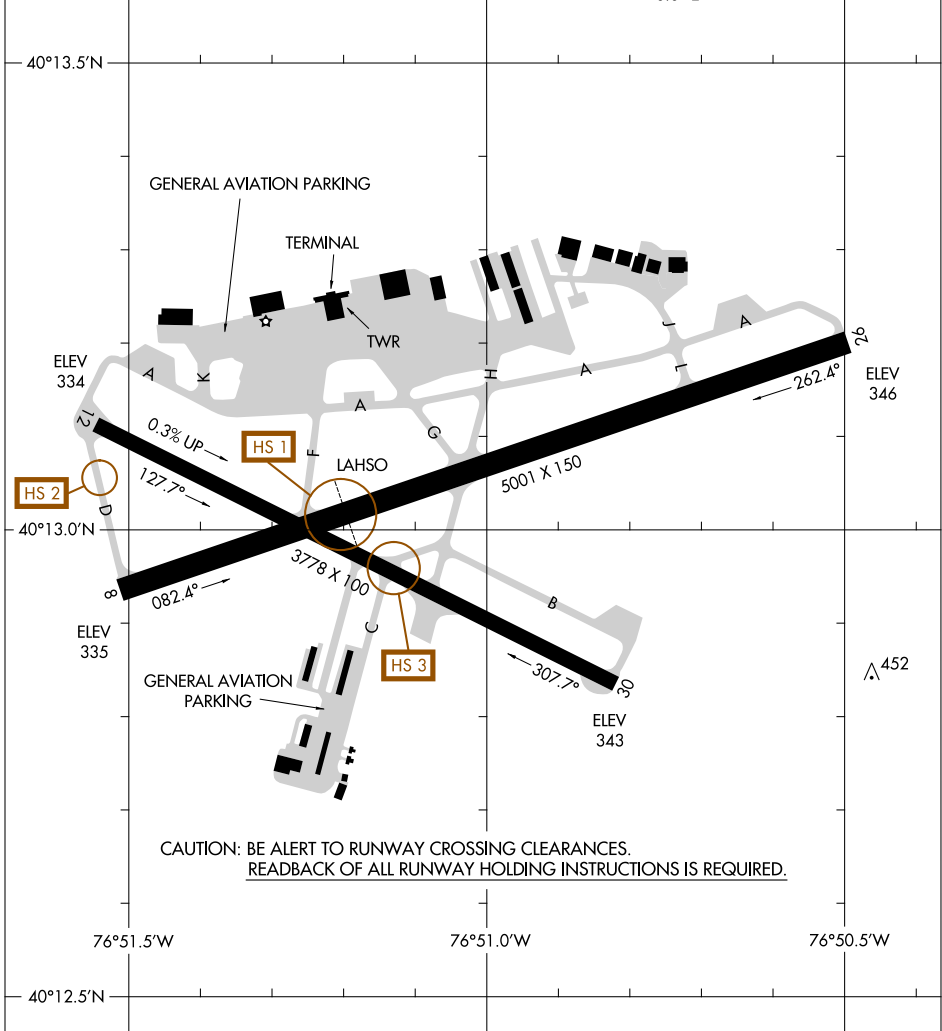 40°13.5'N
GENERAL AVIATION PARKING
TERMINAL
TWR
ELEV
334
A
K
A
H
A
J
A
L
26
ELEV
346
262.4°
12
0.3% UP
127.7°
HS 1
F
LAHSO
G
5001 X 150
HS 2
D
40°13.0'N
8
082.4°
3778 X 100
ELEV
335
C
B
HS 3
307.7°
30
ELEV
343
GENERAL AVIATION
PARKING
452
CAUTION: BE ALERT TO RUNWAY CROSSING CLEARANCES.
READBACK OF ALL RUNWAY HOLDING INSTRUCTIONS IS REQUIRED.
76°51.5'W
76°51.0'W
76°50.5'W
40°12.5'N